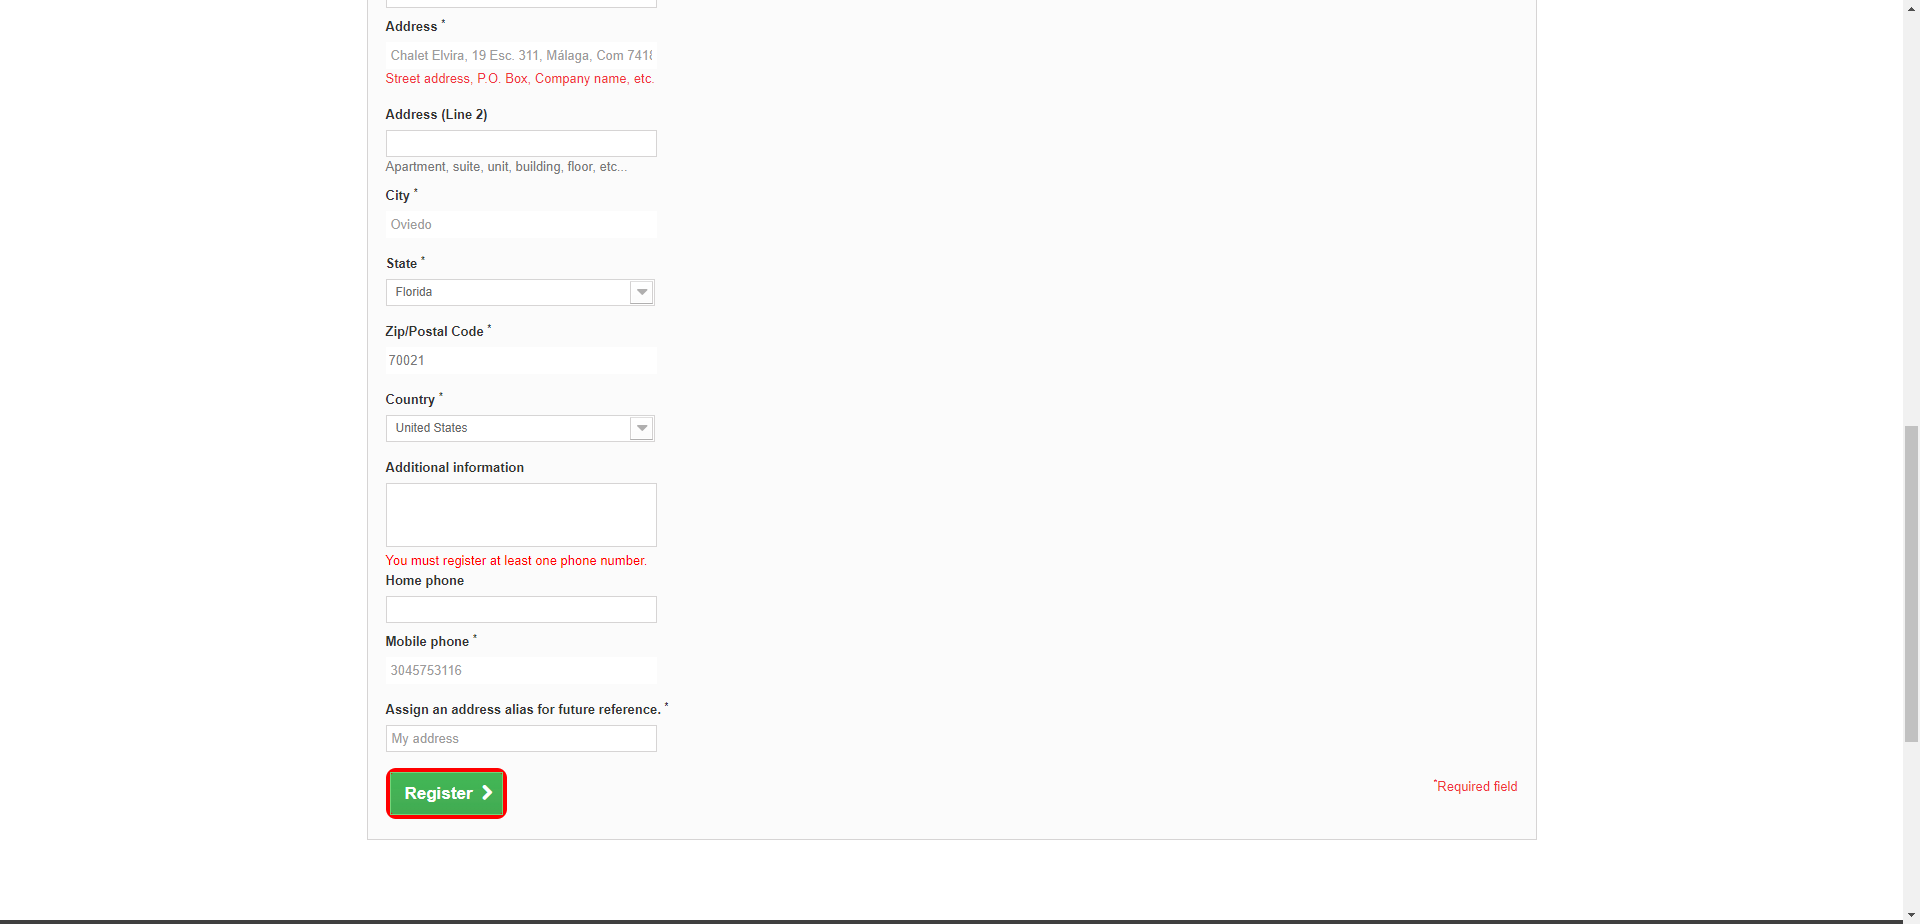 Address *
Chalet Elvira, 19 Esc. 311, Málaga, Com 7418
Street address, P.O. Box, Company name, etc.
Address (Line 2)
Apartment, suite, unit, building, floor, etc...
City *
Oviedo
State *
Florida
Zip/Postal Code *
70021
Country *
United States
Additional information
You must register at least one phone number.
Home phone
Mobile phone *
3045753116
Assign an address alias for future reference. *
My address
Register
*Required field